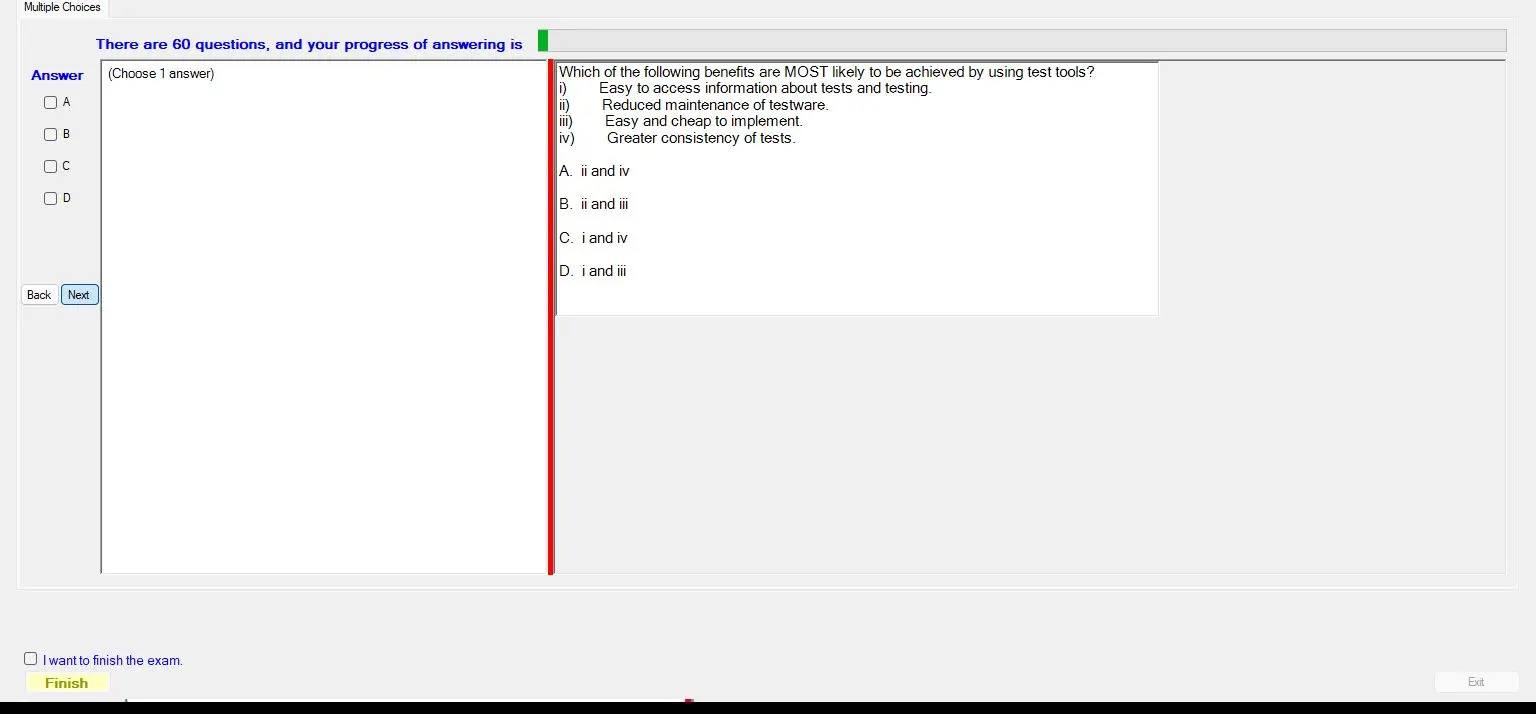 Multiple Choices
There are 60 questions, and your progress of answering is
Answer
(Choose 1 answer)
A
B
C
D
Back
Next
Which of the following benefits are MOST likely to be achieved by using test tools?
i) Easy to access information about tests and testing.
ii) Reduced maintenance of testware.
iii) Easy and cheap to implement.
iv) Greater consistency of tests.
A. ii and iv
B. ii and iii
C. i and iv
D. i and iii
I want to finish the exam.
Finish
Exit